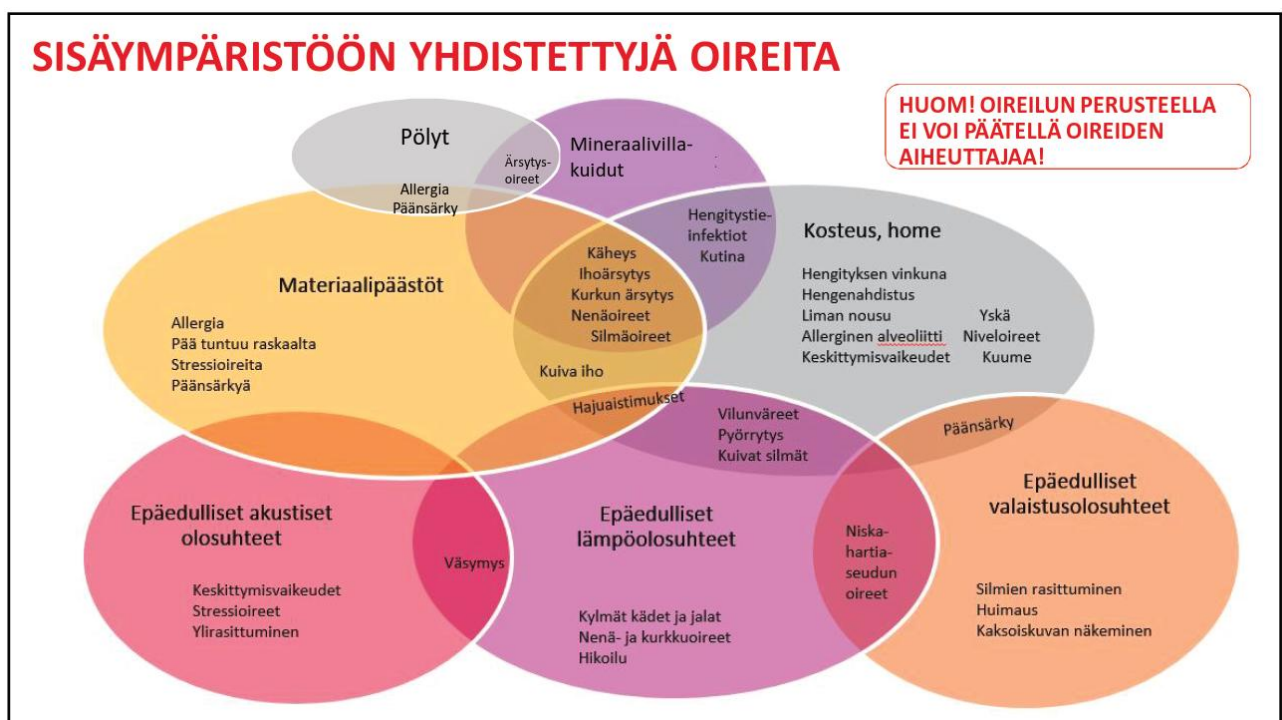 SISÄYMPÄRISTÖÖN YHDISTETTYJÄ OIREITA
HUOM! OIREILUN PERUSTEELLA
EI VOI PÄÄTELLÄ OIREIDEN
AIHEUTTAJAA!
Pölyt
Allergia
Päänsärky
Ärsytys-
oireet
Mineraalivilla-
kuidut
Hengitystie-
infektiot
Kutina
Kosteus, home
Hengityksen vinkuna
Hengenahdistus
Liman nousu
Allerginen alveoliitti
Keskittymisvaikeudet
Yskä
Niveloireet
Kuume
Käheys
Ihoärsytys
Kurkun ärsytys
Nenäoireet
Silmäoireet
Materiaalipäästöt
Allergia
Pää tuntuu raskaalta
Stressioireita
Päänsärkyä
Kuiva iho
Hajuaistimukset
Vilunväreet
Pyörrytys
Kuivat silmät
Päänsärky
Epäedulliset akustiset
olosuhteet
Keskittymisvaikeudet
Stressioireet
Ylirasittuminen
Väsymys
Epäedulliset
lämpöolosuhteet
Kylmät kädet ja jalat
Nenä- ja kurkkuoireet
Hikoilu
Niska-
hartia-
seudun
oireet
Epäedulliset
valaistusolosuhteet
Silmien rasittuminen
Huimaus
Kaksoiskuvan näkeminen